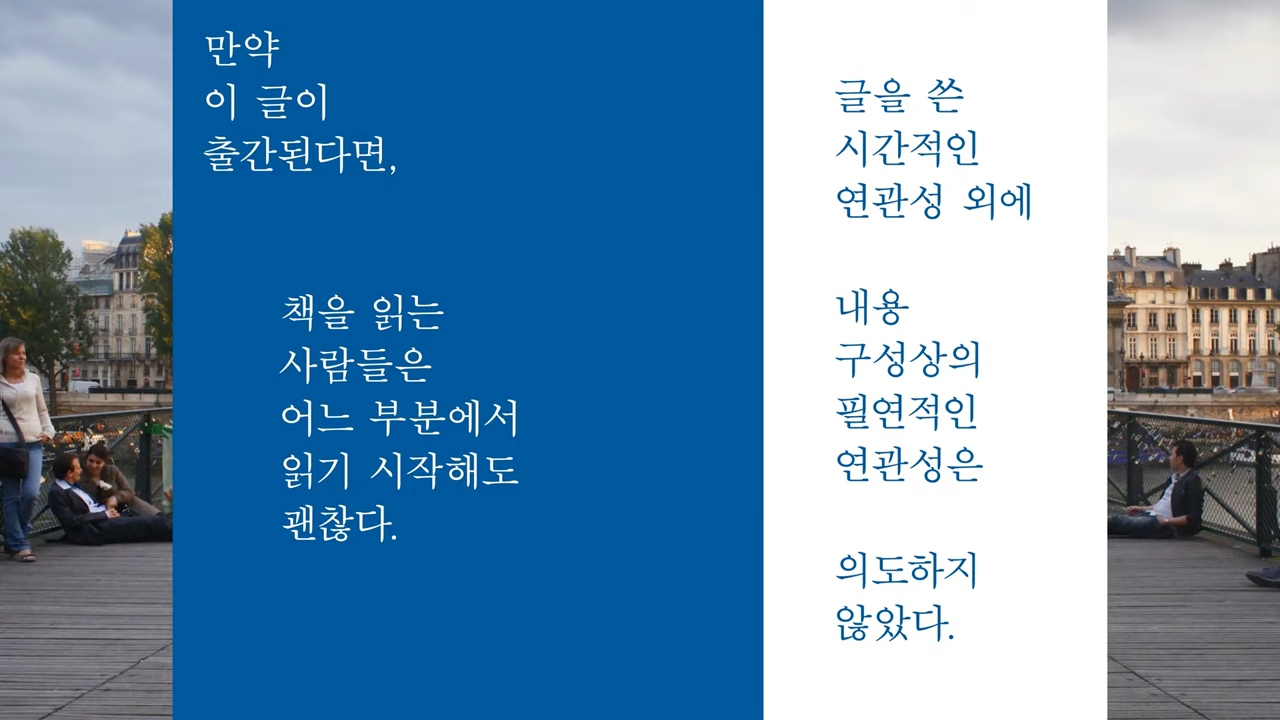 만약
이 글이
출간된다면,
책을 읽는
사람들은
어느 부분에서
읽기 시작해도
괜찮다.
글을 쓴
시간적인
연관성 외에
내용
구성상의
필연적인
연관성은
의도하지
않았다.